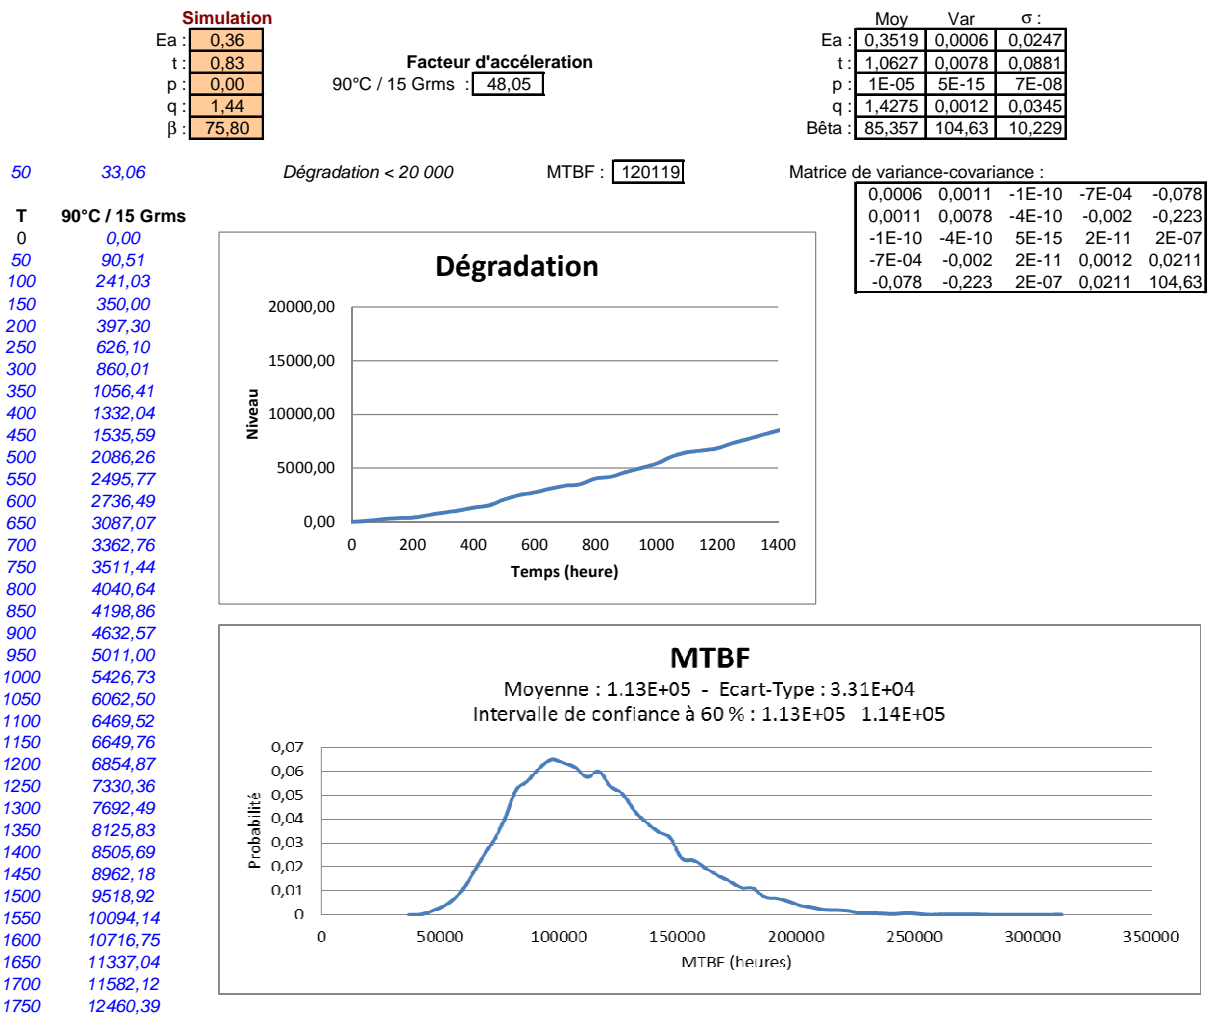 Simulation
Moy Var σ :
Ea : 0,36
Ea : 0,3519 0,0006 0,0247
t : 0,83
Facteur d'accéleration
t : 1,0627 0,0078 0,0881
p : 0,00
90°C / 15 Grms : 48,05
p : 1E-05 5E-15 7E-08
q : 1,44
q : 1,4275 0,0012 0,0345
β : 75,80
Bêta : 85,357 104,63 10,229
50 33,06
Dégradation < 20 000
MTBF : 120119
Matrice de variance-covariance :
0,0006 0,0011 -1E-10 -7E-04 -0,078
0,0011 0,0078 -4E-10 -0,002 -0,223
-1E-10 -4E-10 5E-15 2E-11 2E-07
-7E-04 -0,002 2E-11 0,0012 0,0211
-0,078 -0,223 2E-07 0,0211 104,63
T 90°C / 15 Grms
0 0,00
50 90,51
100 241,03
150 350,00
200 397,30
250 626,10
300 860,01
350 1056,41
400 1332,04
450 1535,59
500 2086,26
550 2495,77
600 2736,49
650 3087,07
700 3362,76
750 3511,44
800 4040,64
850 4198,86
900 4632,57
950 5011,00
1000 5426,73
1050 6062,50
1100 6469,52
1150 6649,76
1200 6854,87
1250 7330,36
1300 7692,49
1350 8125,83
1400 8505,69
1450 8962,18
1500 9518,92
1550 10094,14
1600 10716,75
1650 11337,04
1700 11582,12
1750 12460,39
Dégradation
20000,00
15000,00
10000,00
5000,00
0,00
Niveau
0 200 400 600 800 1000 1200 1400
Temps (heure)
MTBF
Moyenne : 1.13E+05 - Ecart-Type : 3.31E+04
Intervalle de confiance à 60 % : 1.13E+05 1.14E+05
0,07
0,06
0,05
0,04
0,03
0,02
0,01
0
Probabilité
0 50000 100000 150000 200000 250000 300000 350000
MTBF (heures)